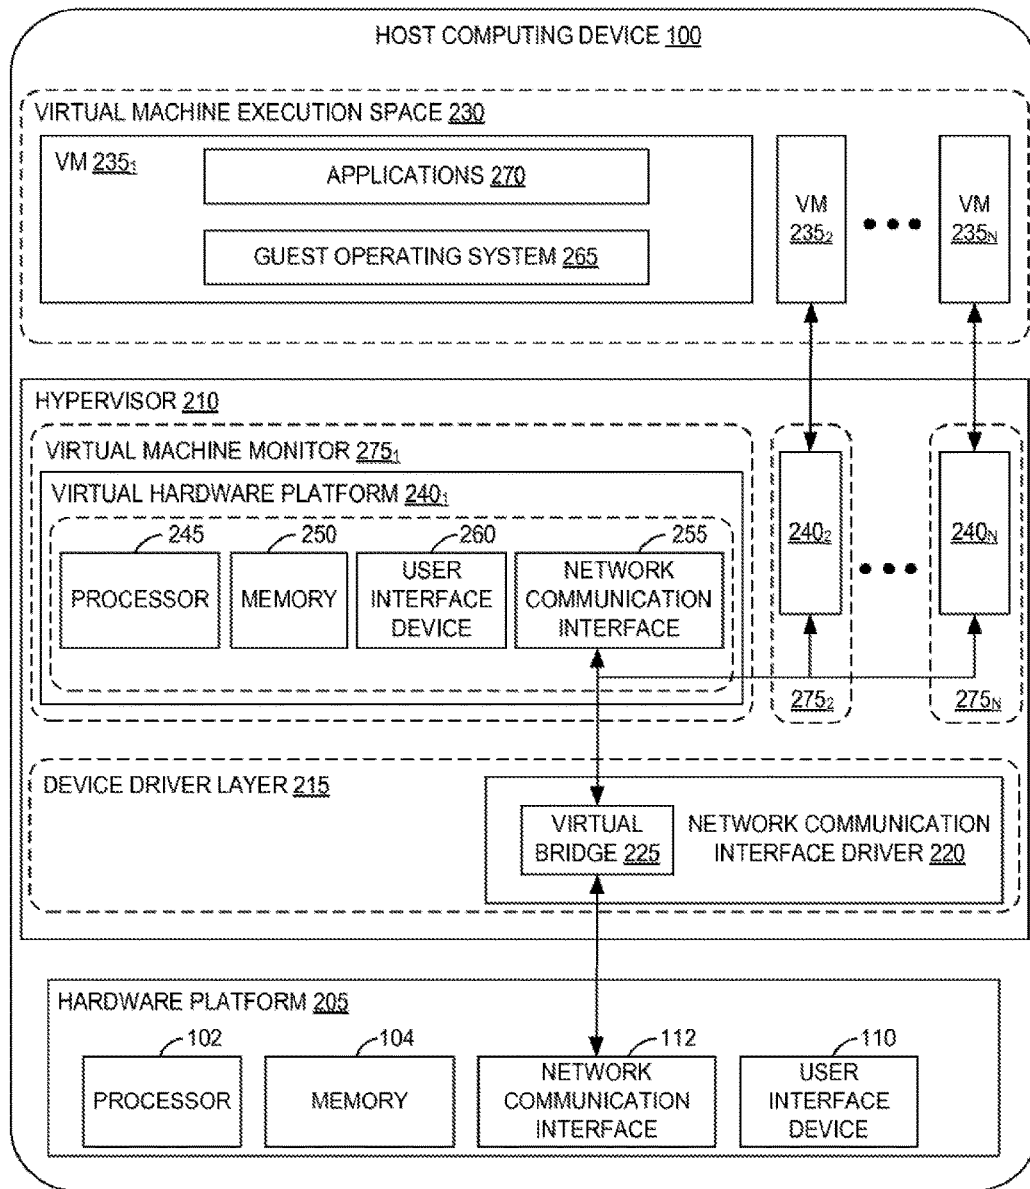 HOST COMPUTING DEVICE 100
VIRTUAL MACHINE EXECUTION SPACE 230
VM 235₁
APPLICATIONS 270
GUEST OPERATING SYSTEM 265
VM
235₂
VM
235ₙ
HYPERVISOR 210
VIRTUAL MACHINE MONITOR 275₁
VIRTUAL HARDWARE PLATFORM 240₁
245
250
260
255
PROCESSOR
MEMORY
USER
INTERFACE
DEVICE
NETWORK
COMMUNICATION
INTERFACE
240₂
240ₙ
275₂
275ₙ
DEVICE DRIVER LAYER 215
VIRTUAL
BRIDGE 225
NETWORK COMMUNICATION
INTERFACE DRIVER 220
HARDWARE PLATFORM 205
102
104
112
110
PROCESSOR
MEMORY
NETWORK
COMMUNICATION
INTERFACE
USER
INTERFACE
DEVICE